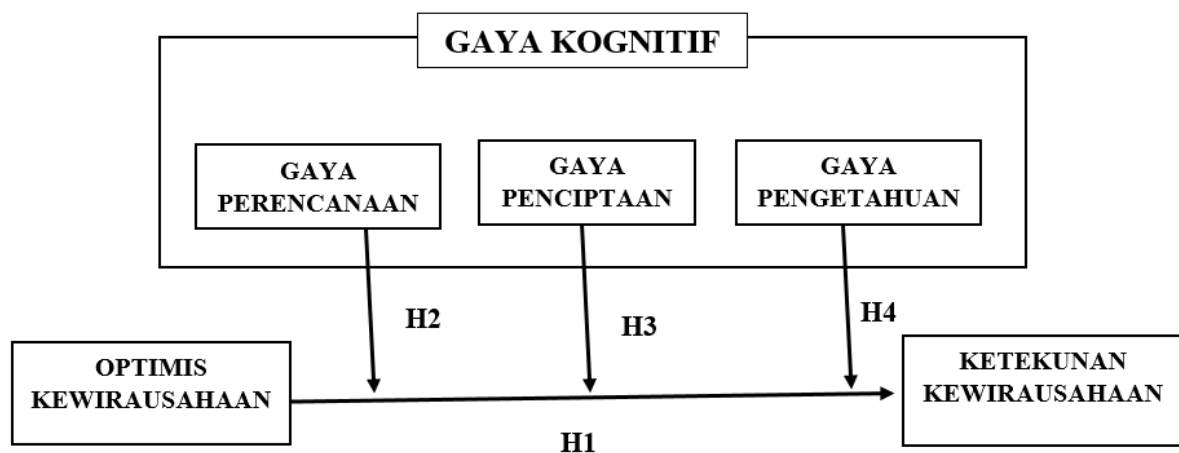 GAYA KOGNITIF
GAYA
PERENCANAAN
GAYA
PENCIPTAAN
GAYA
PENGETAHUAN
H2
H3
H4
OPTIMIS
KEWIRAUSAHAAN
KETEKUNAN
KEWIRAUSAHAAN
H1